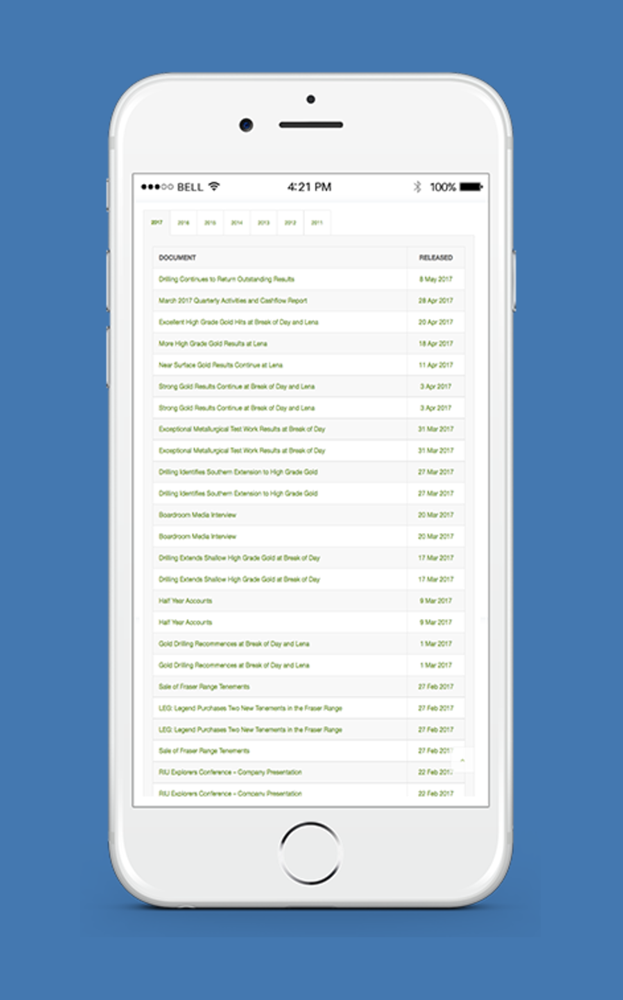 BELL 4:21 PM 100%
2017 2016 2015 2014 2013 2012 2011
DOCUMENT RELEASED
Drilling Continues to Return Outstanding Results 8 May 2017
March 2017 Quarterly Activities and Cashflow Report 28 Apr 2017
Excellent High Grade Gold Hits at Break of Day and Lena 20 Apr 2017
More High Grade Gold Results at Lena 18 Apr 2017
Near Surface Gold Results Continue at Lena 11 Apr 2017
Strong Gold Results Continue at Break of Day and Lena 3 Apr 2017
Strong Gold Results Continue at Break of Day and Lena 3 Apr 2017
Exceptional Metallurgical Test Work Results at Break of Day 31 Mar 2017
Exceptional Metallurgical Test Work Results at Break of Day 31 Mar 2017
Drilling Identifies Southern Extension to High Grade Gold 27 Mar 2017
Drilling Identifies Southern Extension to High Grade Gold 27 Mar 2017
Boardroom Media Interview 20 Mar 2017
Boardroom Media Interview 20 Mar 2017
Drilling Extends Shallow High Grade Gold at Break of Day 17 Mar 2017
Drilling Extends Shallow High Grade Gold at Break of Day 17 Mar 2017
Half Year Accounts 9 Mar 2017
Half Year Accounts 9 Mar 2017
Gold Drilling Recommences at Break of Day and Lena 1 Mar 2017
Gold Drilling Recommences at Break of Day and Lena 1 Mar 2017
Sale of Fraser Range Tenements 27 Feb 2017
LEG: Legend Purchases Two New Tenements in the Fraser Range 27 Feb 2017
LEG: Legend Purchases Two New Tenements in the Fraser Range 27 Feb 2017
Sale of Fraser Range Tenements 27 Feb 2017
RIU Explorers Conference – Company Presentation 22 Feb 2017
RIU Explorers Conference – Company Presentation 22 Feb 2017